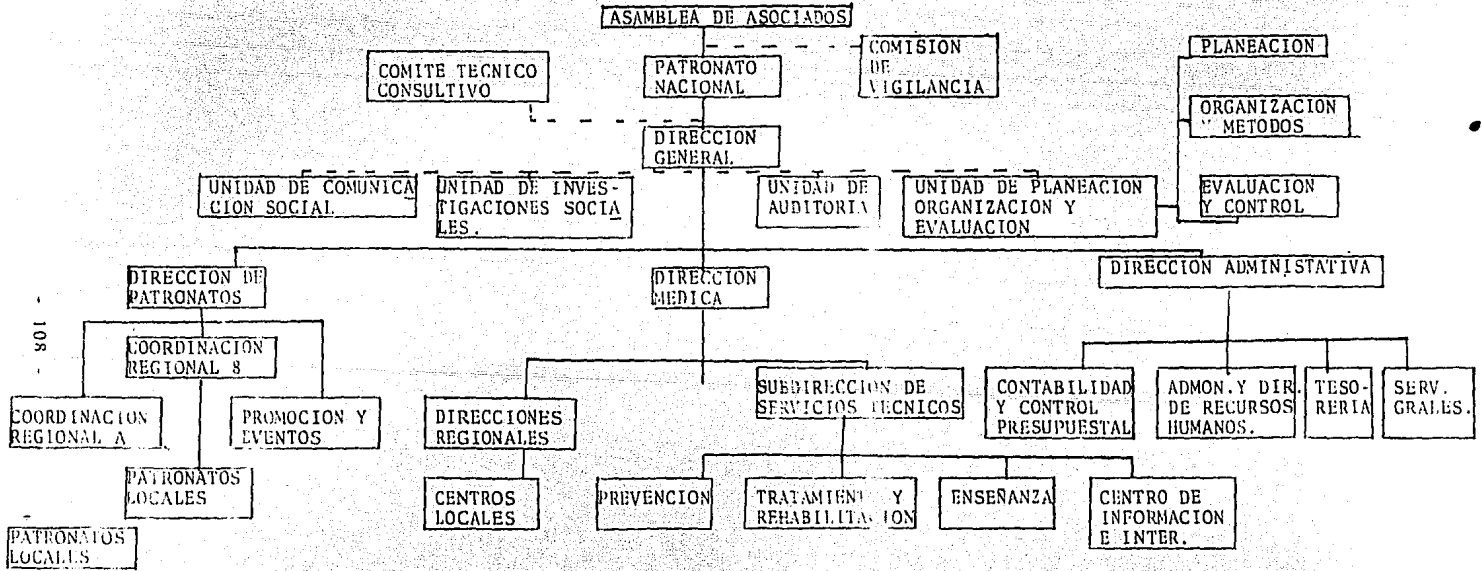 ASAMBLEA DE ASOCIADOS
COMISION
DE
VIGILANCIA
PLANEACION
COMITE TECNICO
CONSULTIVO
PATRONATO
NACIONAL
ORGANIZACION
Y METODOS
DIRECCION
GENERAL
UNIDAD DE COMUNICA
CION SOCIAL
UNIDAD DE INVES-
TIGACIONES SOCIA
LES.
UNIDAD DE
AUDITORIA
UNIDAD DE PLANEACION
ORGANIZACION Y
EVALUACION
EVALUACION
Y CONTROL
DIRECCION DE
PATRONATOS
DIRECCION
MEDICA
DIRECCION ADMINISTATIVA
- 108 -
COORDINACION
REGIONAL 8
COORDINACION
REGIONAL A
PROMOCION Y
EVENTOS
DIRECCIONES
REGIONALES
SUBDIRECCION DE
SERVICIOS TECNICOS
CONTABILIDAD
Y CONTROL
PRESUPUESTAL
ADMON. Y DIR.
DE RECURSOS
HUMANOS.
TESO-
RERIA
SERV.
GRALES.
PATRONATOS
LOCALES
CENTROS
LOCALES
PREVENCION
TRATAMIENTO Y
REHABILITACION
ENSEÑANZA
CENTRO DE
INFORMACION
E INTER.
PATRONATOS
LOCALES